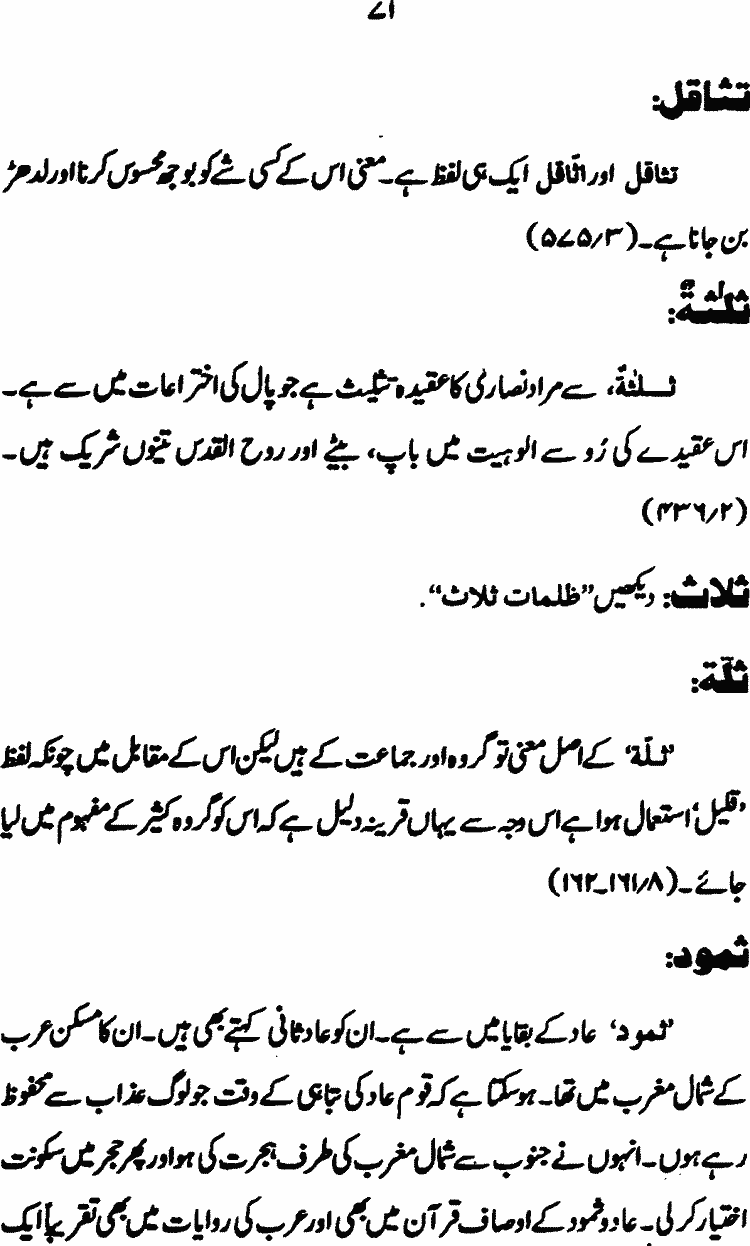 ۷۱
تثاقل:
تثاقل اور اثّاقل ایک ہی لفظ ہے۔ معنی اس کے کسی شے کو بوجھ محسوس کرنا اور لدھڑ
بن جانا ہے۔ (۵۷۵/۳)
ثَلٰثَةٌ:
ثَلٰثَةٌ، سے مراد نصاریٰ کا عقیدہ تثلیث ہے جو پال کی اختراعات میں سے ہے۔
اس عقیدے کی رُو سے الوہیت میں باپ، بیٹے اور روح القدس تینوں شریک ہیں۔
(۴۳۶/۲)
ثلاث: دیکھیں ”ظلمات ثلاث“.
ثلّة:
’ثلّة‘ کے اصل معنی تو گروہ اور جماعت کے ہیں لیکن اس کے مقابل میں چونکہ لفظ
’قلیل‘ استعمال ہوا ہے اس وجہ سے یہاں قرینہ دلیل ہے کہ اس کو گروہ کثیر کے مفہوم میں لیا
جائے۔ (۱۶۱/۸۔۱۶۲)
ثمود:
’ثمود‘ عاد کے بقایا میں سے ہے۔ ان کو عاد ثانی کہتے بھی ہیں۔ ان کا مسکن عرب
کے شمال مغرب میں تھا۔ ہو سکتا ہے کہ قوم عاد کی تباہی کے وقت جو لوگ عذاب سے محفوظ
رہے ہوں۔ انہوں نے جنوب سے شمال مغرب کی طرف ہجرت کی ہو اور پھر حجر میں سکونت
اختیار کر لی۔ عاد و ثمود کے اوصاف قرآن میں بھی اور عرب کی روایات میں بھی تقریباً ایک